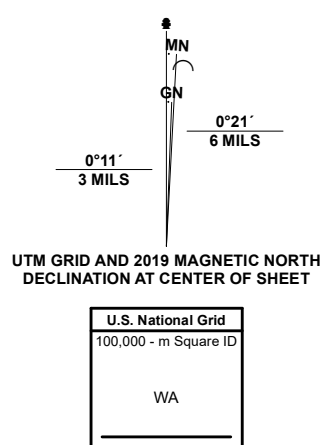 MN
GN
0°21´
6 MILS
0°11´
3 MILS
UTM GRID AND 2019 MAGNETIC NORTH
DECLINATION AT CENTER OF SHEET
U.S. National Grid
100,000 - m Square ID
WA